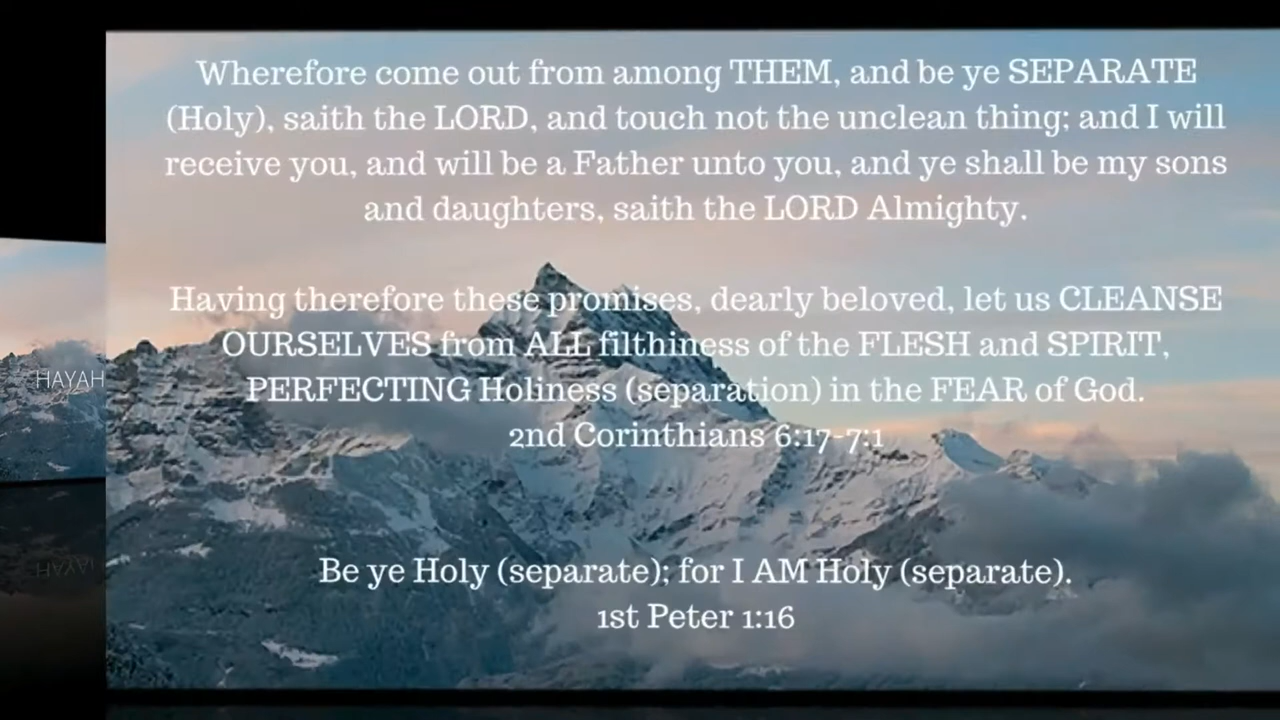 Wherefore come out from among THEM, and be ye SEPARATE
(Holy), saith the LORD, and touch not the unclean thing; and I will
receive you, and will be a Father unto you, and ye shall be my sons
and daughters, saith the LORD Almighty.
Having therefore these promises, dearly beloved, let us CLEANSE
OURSELVES from ALL filthiness of the FLESH and SPIRIT,
PERFECTING Holiness (separation) in the FEAR of God.
2nd Corinthians 6:17-7:1
Be ye Holy (separate); for I AM Holy (separate).
1st Peter 1:16
HAYAH